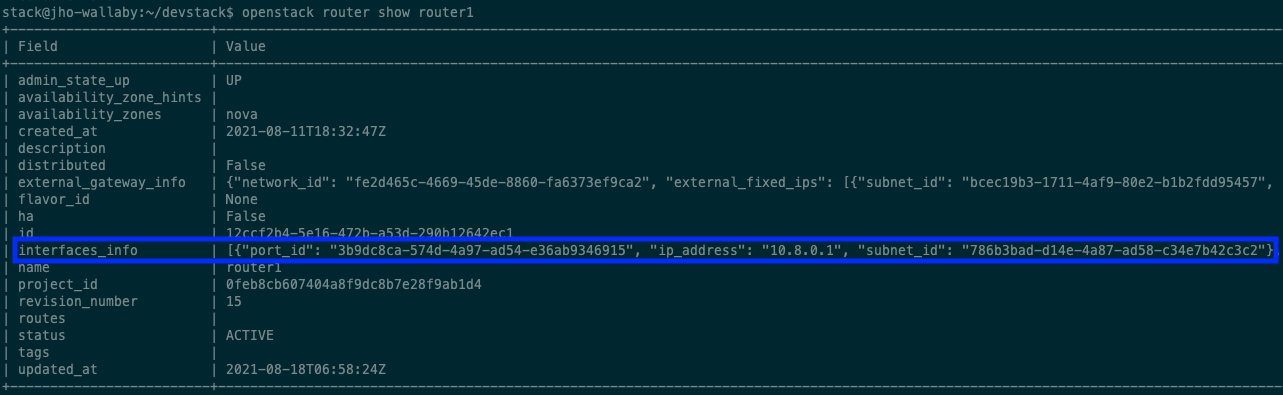 stack@jho-wallaby:~/devstack$ openstack router show router1
| Field | Value
| admin_state_up | UP
| availability_zone_hints |
| availability_zones | nova
| created_at | 2021-08-11T18:32:47Z
| description |
| distributed | False
| external_gateway_info | {"network_id": "fe2d465c-4669-45de-8860-fa6373ef9ca2", "external_fixed_ips": [{"subnet_id": "bcec19b3-1711-4af9-80e2-b1b2fdd95457",
| flavor_id | None
| ha | False
| id | 12ccf2b4-5e16-472b-a53d-290b12642ec1
| interfaces_info | [{"port_id": "3b9dc8ca-574d-4a97-ad54-e36ab9346915", "ip_address": "10.8.0.1", "subnet_id": "786b3bad-d14e-4a87-ad58-c34e7b42c3c2"}
| name | router1
| project_id | 0feb8cb607404a8f9dc8b7e28f9ab1d4
| revision_number | 15
| routes |
| status | ACTIVE
| tags |
| updated_at | 2021-08-18T06:58:24Z